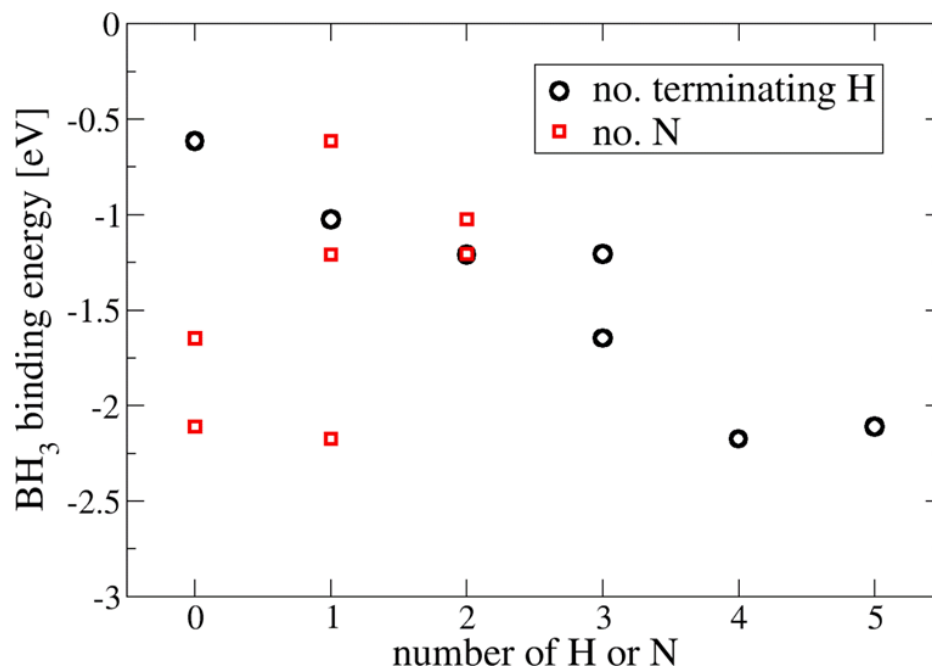 0
-0.5
-1
-1.5
-2
-2.5
-3
BH₃ binding energy [eV]
no. terminating H
no. N
0 1 2 3 4 5
number of H or N